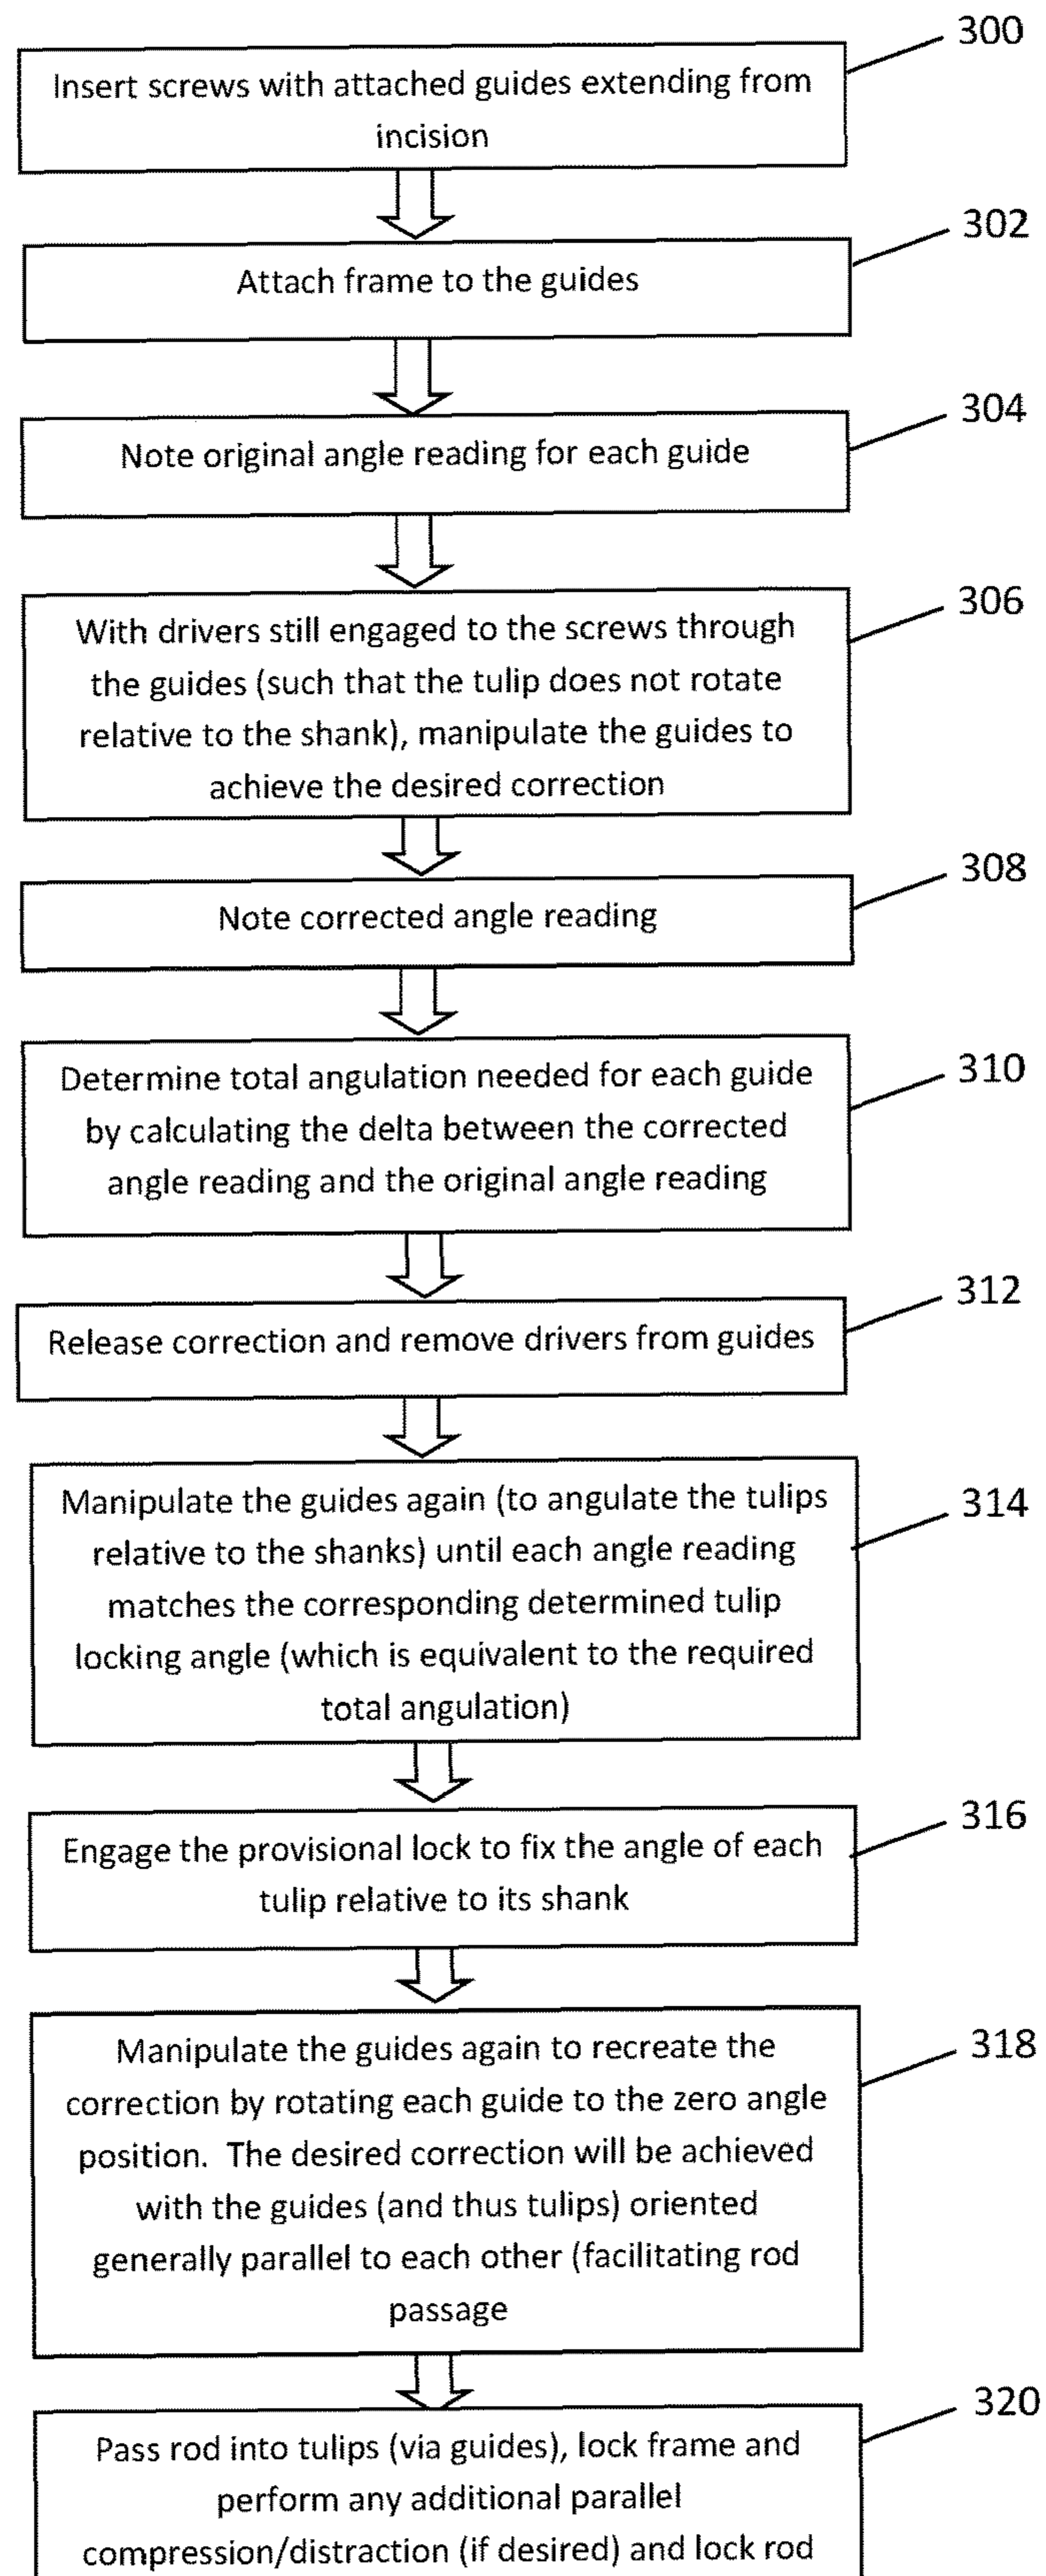 300
Insert screws with attached guides extending from
incision
302
Attach frame to the guides
304
Note original angle reading for each guide
306
With drivers still engaged to the screws through
the guides (such that the tulip does not rotate
relative to the shank), manipulate the guides to
achieve the desired correction
308
Note corrected angle reading
310
Determine total angulation needed for each guide
by calculating the delta between the corrected
angle reading and the original angle reading
312
Release correction and remove drivers from guides
314
Manipulate the guides again (to angulate the tulips
relative to the shanks) until each angle reading
matches the corresponding determined tulip
locking angle (which is equivalent to the required
total angulation)
316
Engage the provisional lock to fix the angle of each
tulip relative to its shank
318
Manipulate the guides again to recreate the
correction by rotating each guide to the zero angle
position. The desired correction will be achieved
with the guides (and thus tulips) oriented
generally parallel to each other (facilitating rod
passage
320
Pass rod into tulips (via guides), lock frame and
perform any additional parallel
compression/distraction (if desired) and lock rod